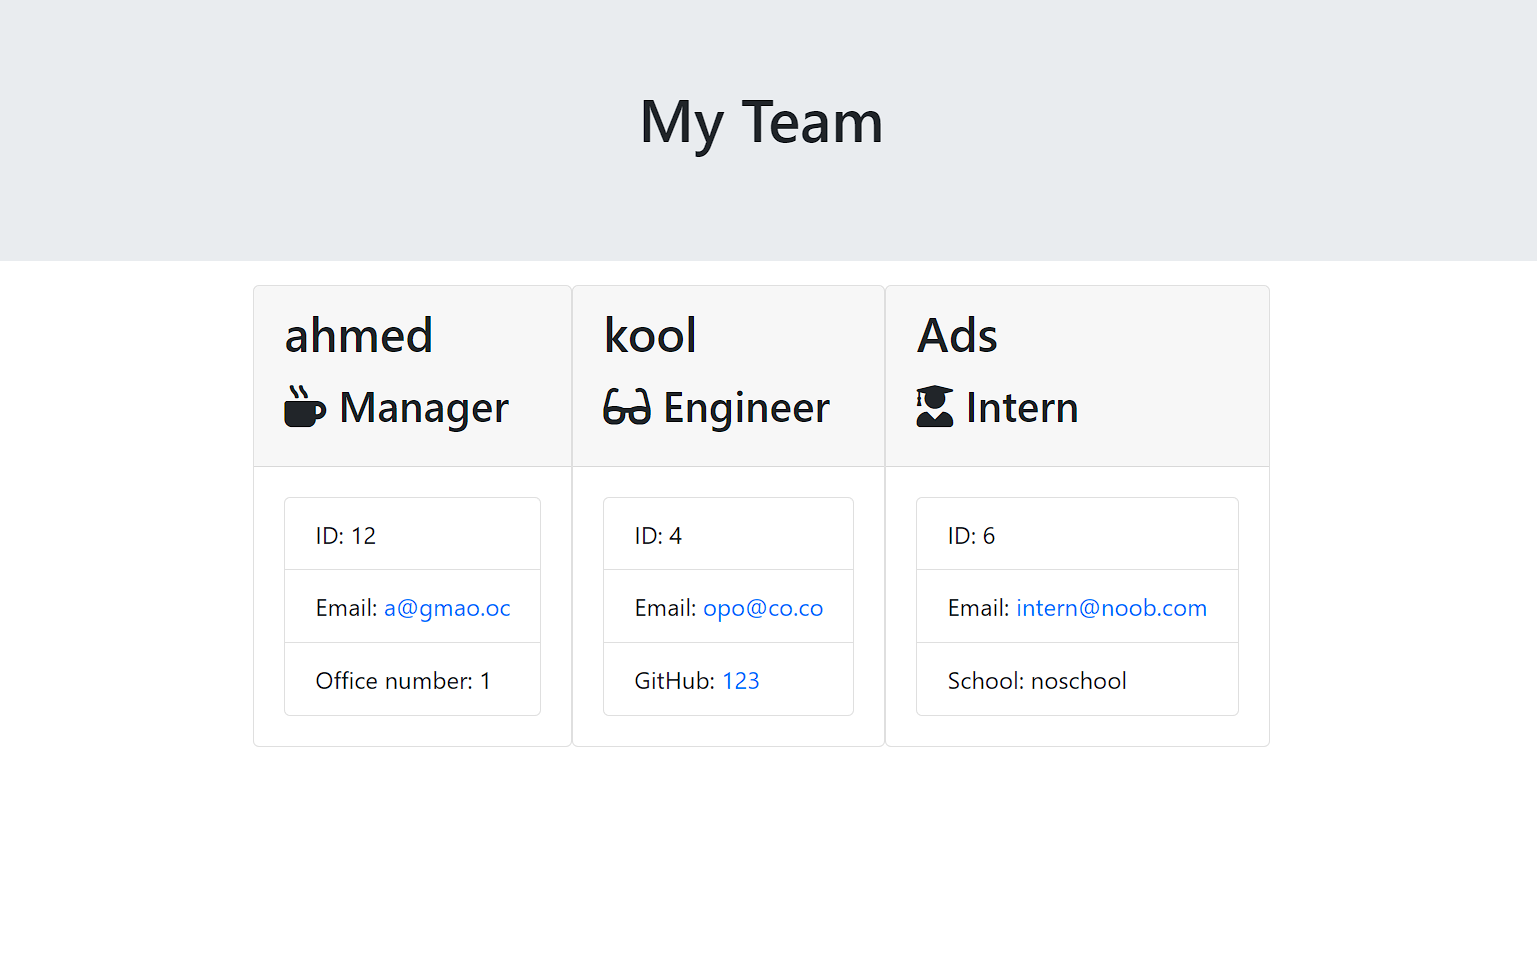 My Team
ahmed
Manager
ID: 12
Email: a@gmao.oc
Office number: 1
kool
Engineer
ID: 4
Email: opo@co.co
GitHub: 123
Ads
Intern
ID: 6
Email: intern@noob.com
School: noschool